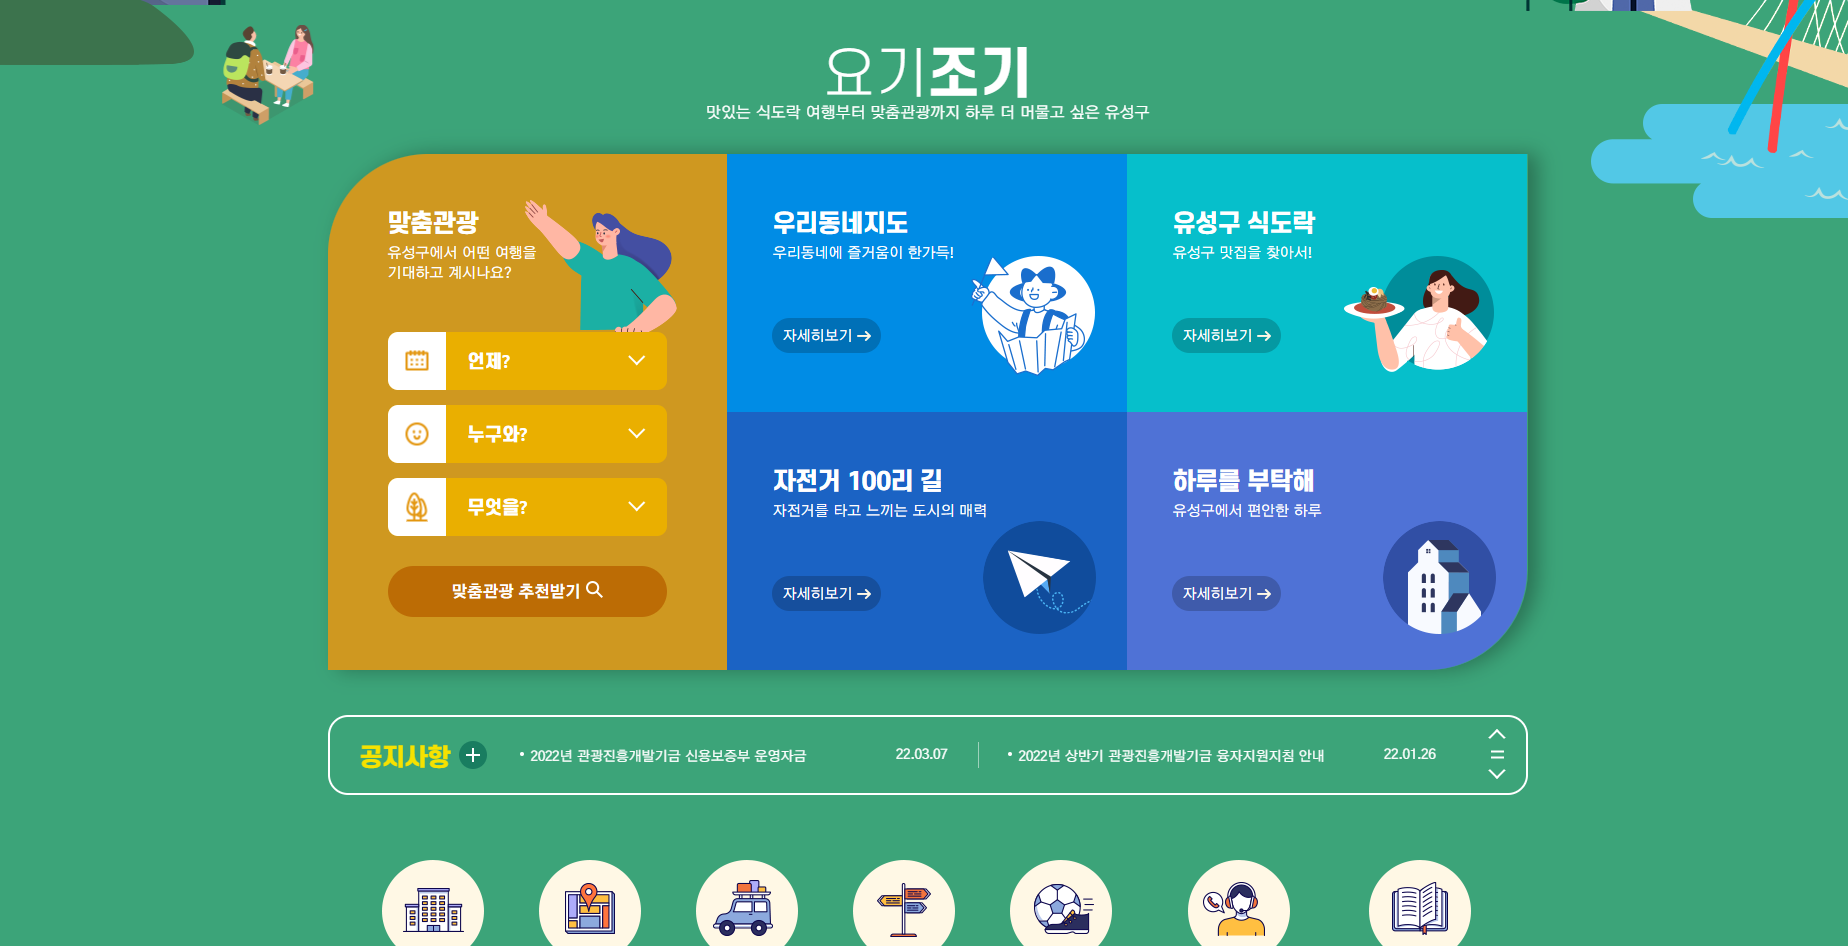 요기조기
맛있는 식도락 여행부터 맞춤관광까지 하루 더 머물고 싶은 유성구
맞춤관광
유성구에서 어떤 여행을
기대하고 계시나요?
언제?
누구와?
무엇을?
맞춤관광 추천받기
우리동네지도
우리동네에 즐거움이 한가득!
자세히보기
유성구 식도락
유성구 맛집을 찾아서!
자세히보기
자전거 100리 길
자전거를 타고 느끼는 도시의 매력
자세히보기
하루를 부탁해
유성구에서 편안한 하루
자세히보기
공지사항
2022년 관광진흥개발기금 신용보증부 운영자금 22.03.07
2022년 상반기 관광진흥개발기금 융자지원지침 안내 22.01.26